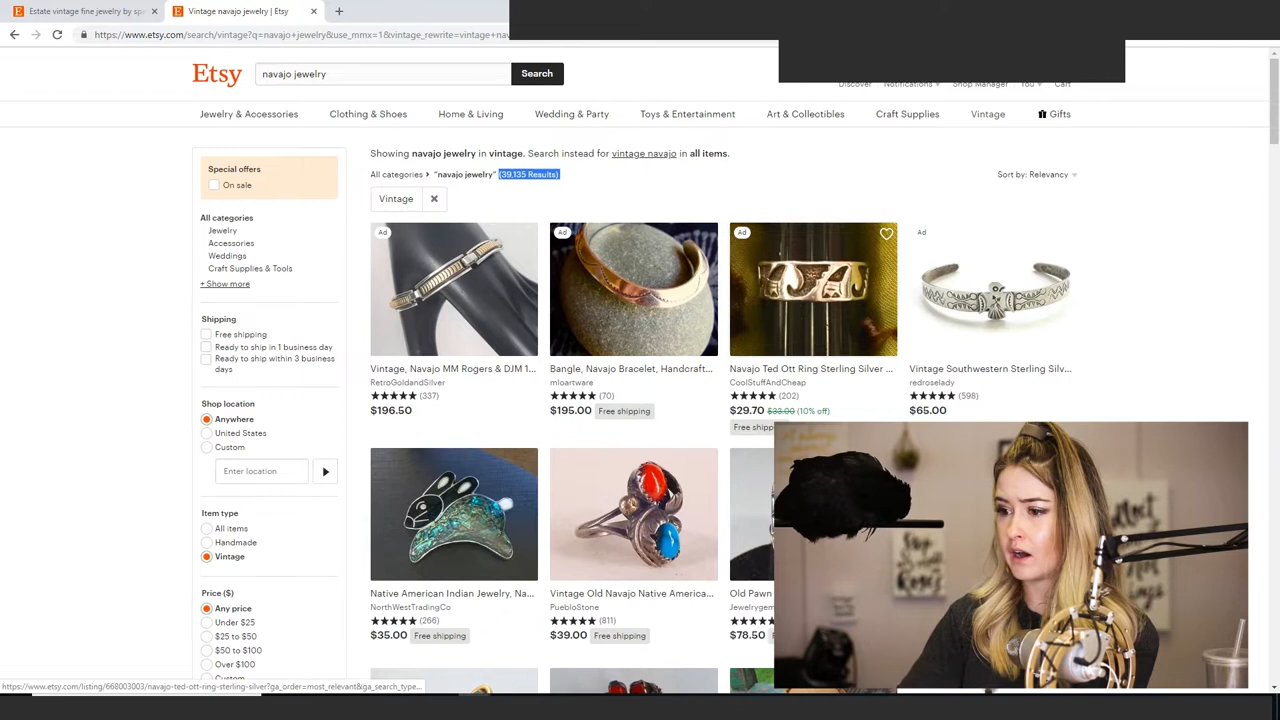 Estate vintage fine jewelry by spa
Vintage navajo jewelry | Etsy
https://www.etsy.com/search/vintage?q=navajo+jewelry&use_mmx=1&vintage_rewrite=vintage+nav
Etsy
navajo jewelry
Search
Discover Notifications Shop Manager You Cart
Jewelry & Accessories Clothing & Shoes Home & Living Wedding & Party Toys & Entertainment Art & Collectibles Craft Supplies Vintage Gifts
Special offers
On sale
All categories
Jewelry
Accessories
Weddings
Craft Supplies & Tools
+ Show more
Shipping
Free shipping
Ready to ship in 1 business day
Ready to ship within 3 business
days
Shop location
Anywhere
United States
Custom
Enter location
Item type
All items
Handmade
Vintage
Price ($)
Any price
Under $25
$25 to $50
$50 to $100
Over $100
Custom
Showing navajo jewelry in vintage. Search instead for vintage navajo in all items.
All categories > “navajo jewelry” (39,135 Results)
Sort by: Relevancy
Vintage ×
Ad
Vintage, Navajo MM Rogers & DJM 1...
RetroGoldandSilver
(337)
$196.50
Ad
Bangle, Navajo Bracelet, Handcraft...
mloartware
(70)
$195.00 Free shipping
Ad
Navajo Ted Ott Ring Sterling Silver ...
CoolStuffAndCheap
(202)
$29.70 $33.00 (10% off)
Free shipp
Ad
Vintage Southwestern Sterling Silv...
redroselady
(598)
$65.00
Native American Indian Jewelry, Na...
NorthWestTradingCo
(266)
$35.00 Free shipping
Vintage Old Navajo Native America...
PuebloStone
(811)
$39.00 Free shipping
Old Pawn
Jewelrygem
$78.50
https://www.etsy.com/listing/668003003/navajo-ted-ott-ring-sterling-silver?ga_order=most_relevant&ga_search_type...